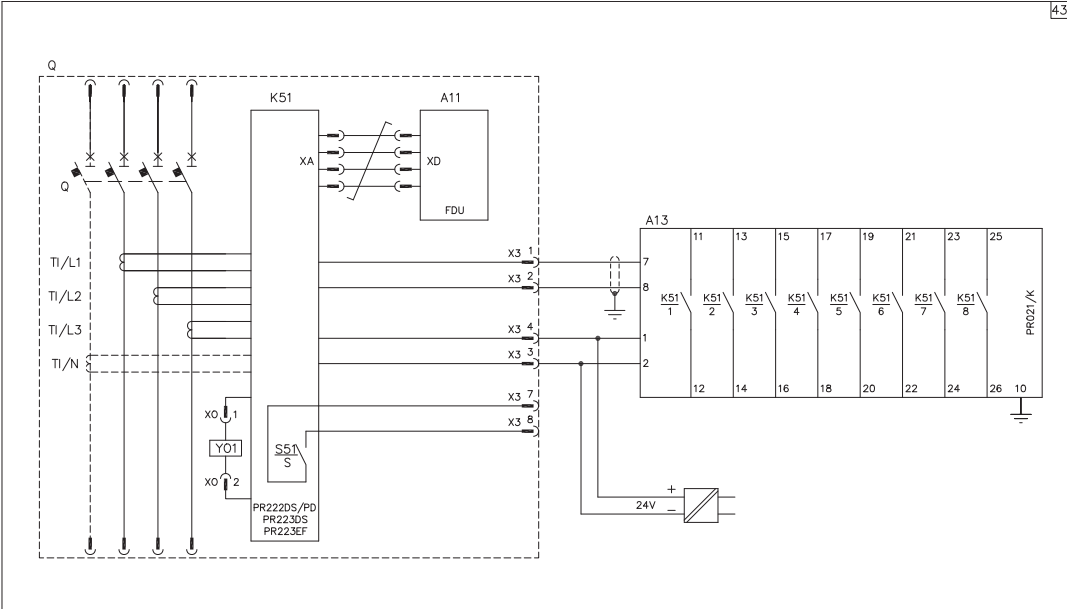 43
Q
K51
A11
XA
XD
FDU
Q
A13
11 13 15 17 19 21 23 25
TI/L1
X3 1
7
X3 2
8
TI/L2
K51/1 K51/2 K51/3 K51/4 K51/5 K51/6 K51/7 K51/8
PR021/K
TI/L3
X3 4
1
TI/N
X3 3
2
12 14 16 18 20 22 24 26 10
X3 7
X0 1
X3 8
Y01
S51/S
X0 2
+
24V
−
PR222DS/PD
PR223DS
PR223EF